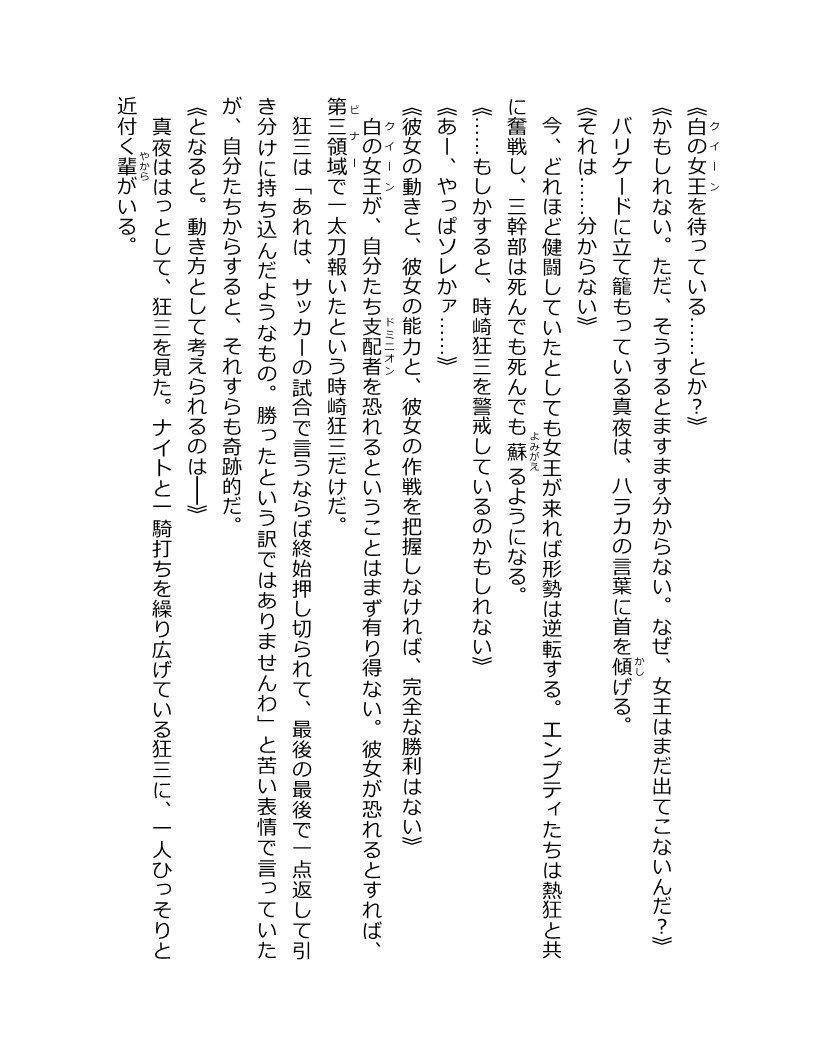 《白の女王を待っている……とか？》
《かもしれない。ただ、そうするとますます分からない。なぜ、女王はまだ出てこないんだ？》
バリケードに立て籠もっている真夜は、ハラカの言葉に首を傾げる。
《それは……分からない》
今、どれほど健闘していたとしても女王が来れば形勢は逆転する。エンプティたちは熱狂と共
に奮戦し、三幹部は死んでも死んでも蘇るようになる。
《……もしかすると、時崎狂三を警戒しているのかもしれない》
《あー、やっぱソレかァ……》
《彼女の動きと、彼女の能力と、彼女の作戦を把握しなければ、完全な勝利はない》
白の女王が、自分たち支配者を恐れるということはまず有り得ない。彼女が恐れるとすれば、
第三領域で一太刀報いたという時崎狂三だけだ。
狂三は「あれは、サッカーの試合で言うならば終始押し切られて、最後の最後で一点返して引
き分けに持ち込んだようなもの。勝ったという訳ではありませんわ」と苦い表情で言っていた
が、自分たちからすると、それすらも奇跡的だ。
《となると。動き方として考えられるのは――》
真夜ははっとして、狂三を見た。ナイトと一騎打ちを繰り広げている狂三に、一人ひっそりと
近付く輩がいる。